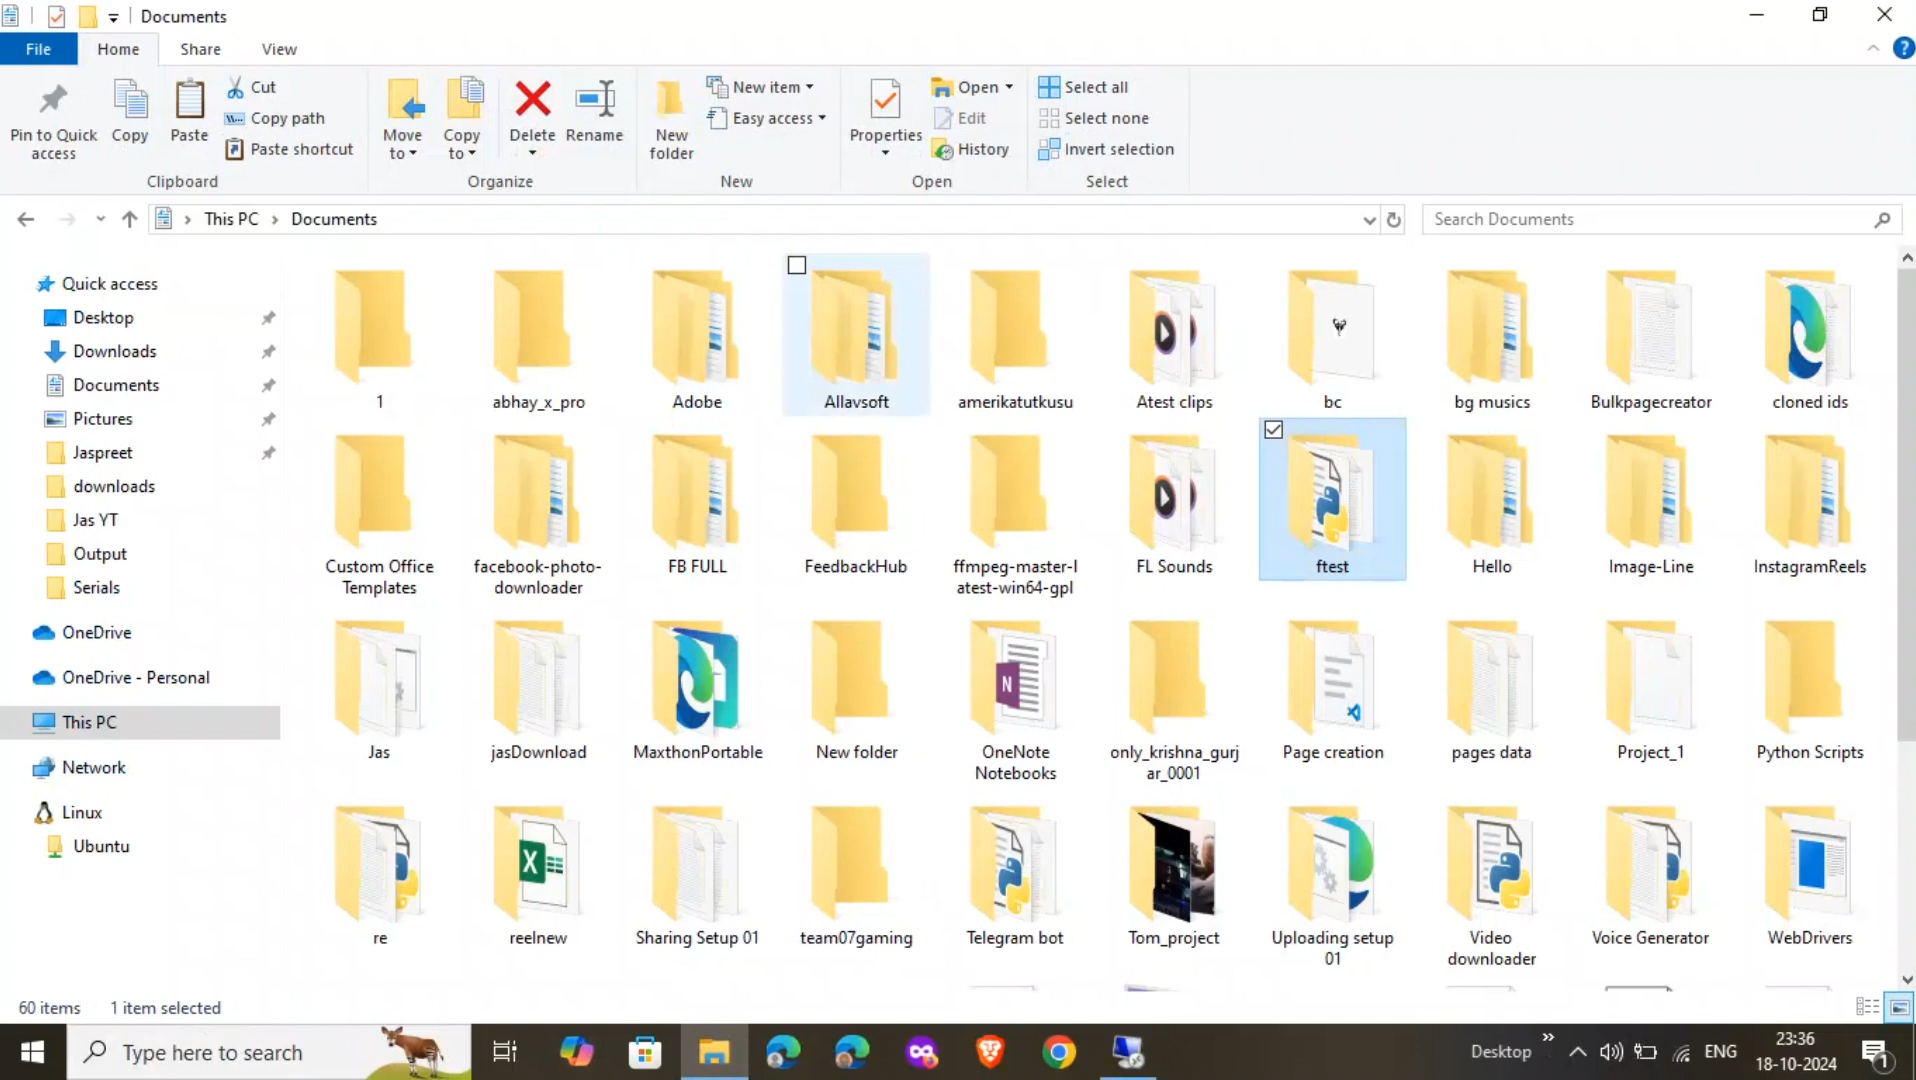 Documents
File Home Share View
Pin to Quick access
Copy
Paste
Cut
Copy path
Paste shortcut
Clipboard
Move to
Copy to
Delete
Rename
Organize
New folder
New item
Easy access
New
Properties
Open
Edit
History
Open
Select all
Select none
Invert selection
Select
This PC > Documents
Search Documents
Quick access
Desktop
Downloads
Documents
Pictures
Jaspreet
downloads
Jas YT
Output
Serials
OneDrive
OneDrive - Personal
This PC
Network
Linux
Ubuntu
1
abhay_x_pro
Adobe
Allavsoft
amerikatutkusu
Atest clips
bc
bg musics
Bulkpagecreator
cloned ids
Custom Office
Templates
facebook-photo-
downloader
FB FULL
FeedbackHub
ffmpeg-master-l
atest-win64-gpl
FL Sounds
ftest
Hello
Image-Line
InstagramReels
Jas
jasDownload
MaxthonPortable
New folder
N
OneNote
Notebooks
only_krishna_gurj
ar_0001
Page creation
pages data
Project_1
Python Scripts
re
X
reelnew
Sharing Setup 01
team07gaming
Telegram bot
Tom_project
Uploading setup
01
Video
downloader
Voice Generator
WebDrivers
60 items 1 item selected
Type here to search
Desktop
ENG
23:36
18-10-2024
1